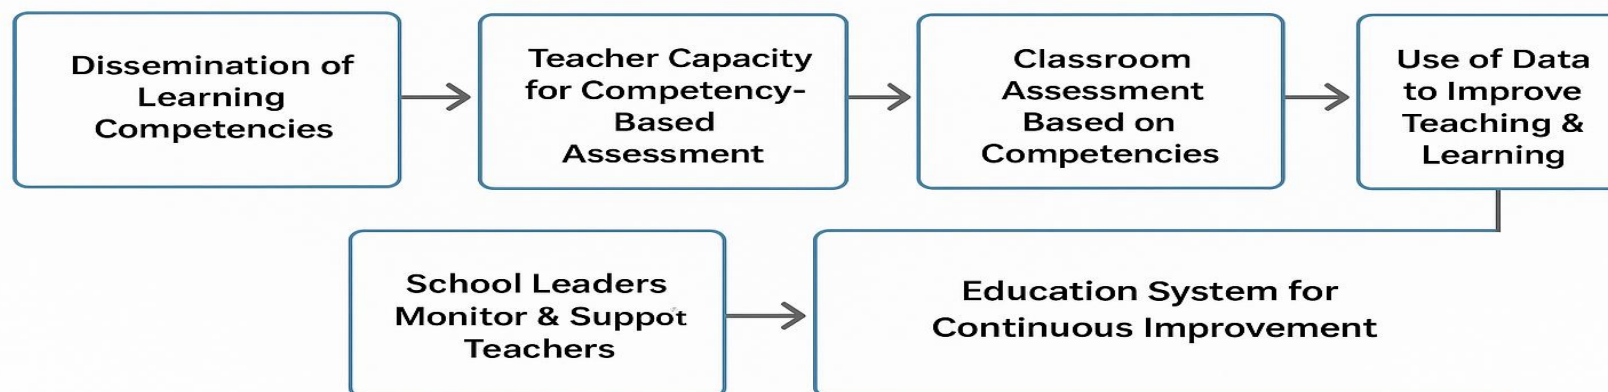 Dissemination of
Learning
Competencies
Teacher Capacity
for Competency-
Based
Assessment
Classroom
Assessment
Based on
Competencies
Use of Data
to Improve
Teaching &
Learning
School Leaders
Monitor & Suppot
Teachers
Education System for
Continuous Improvement